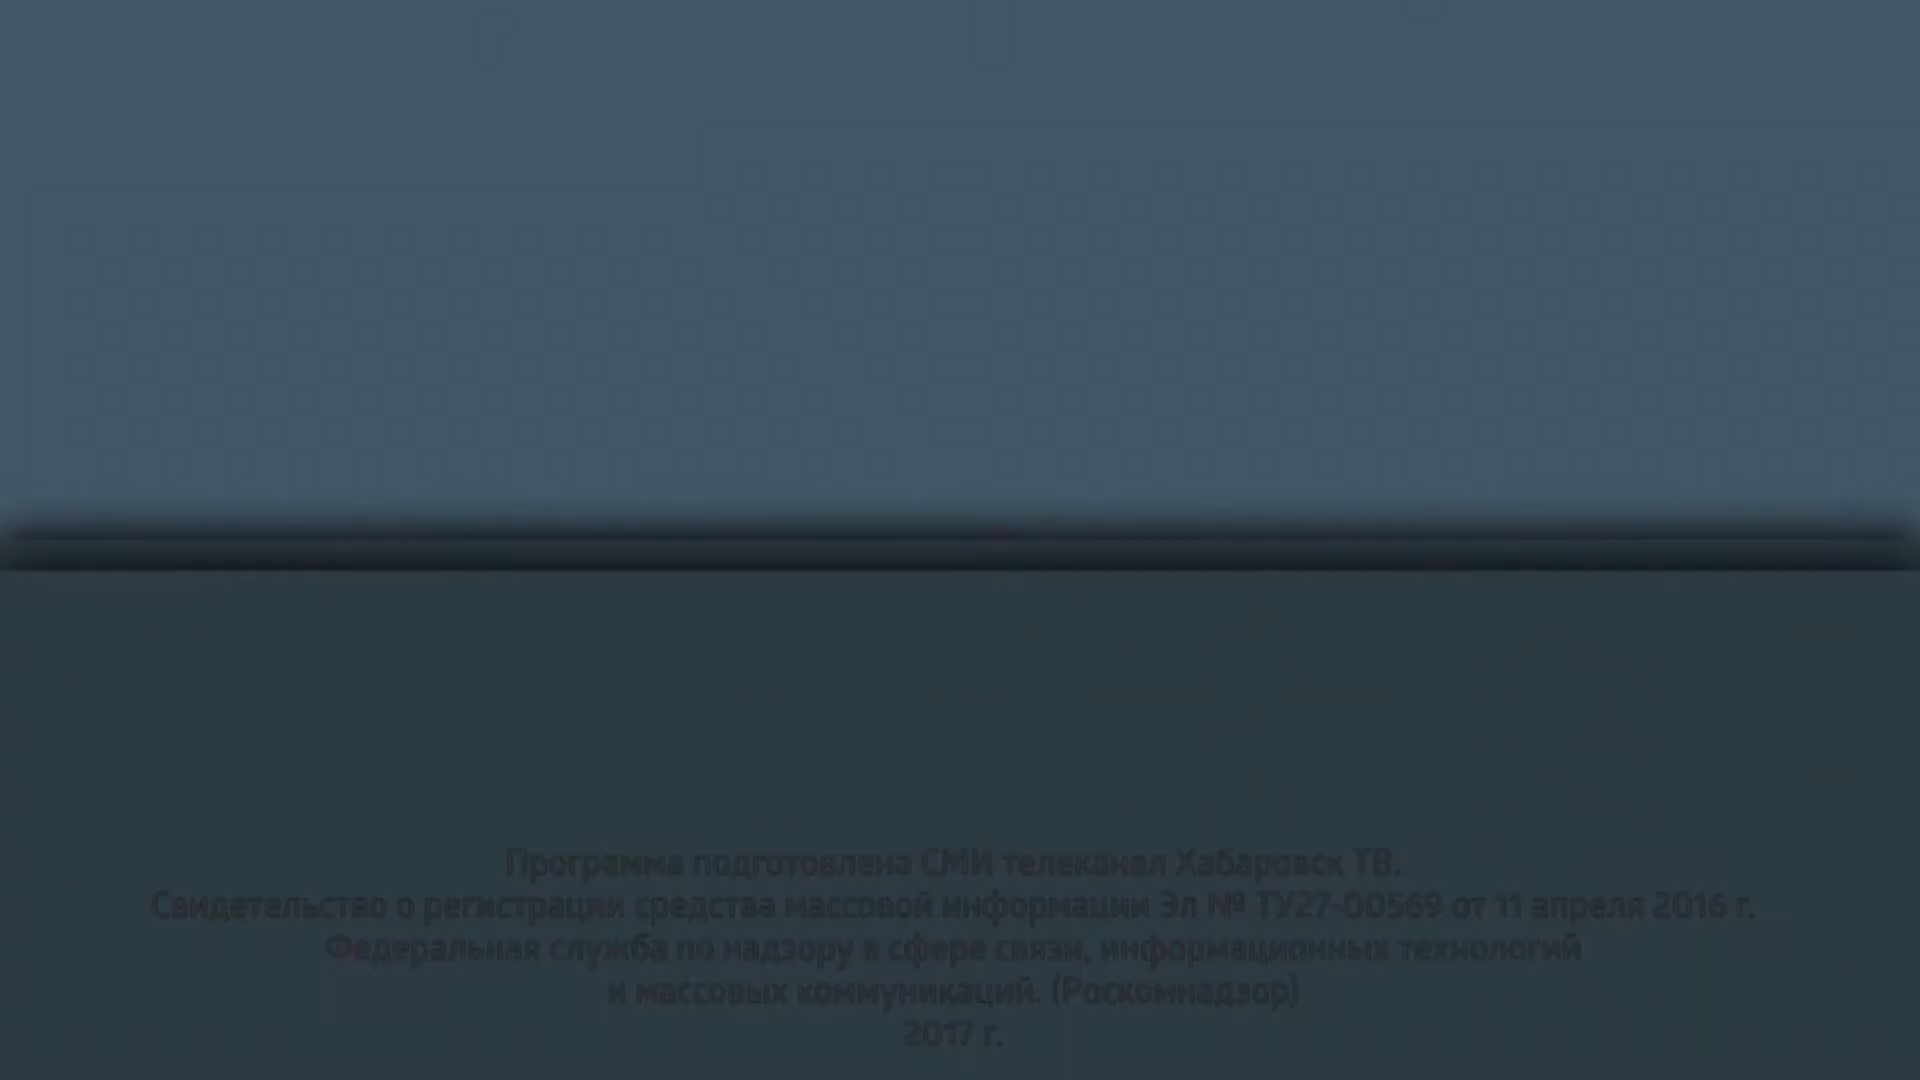 Программа подготовлена СМИ телеканал Хабаровск ТВ.
Свидетельство о регистрации средства массовой информации Эл № ТУ27-00569 от 11 апреля 2016 г.
Федеральная служба по надзору в сфере связи, информационных технологий
и массовых коммуникаций. (Роскомнадзор)
2017 г.